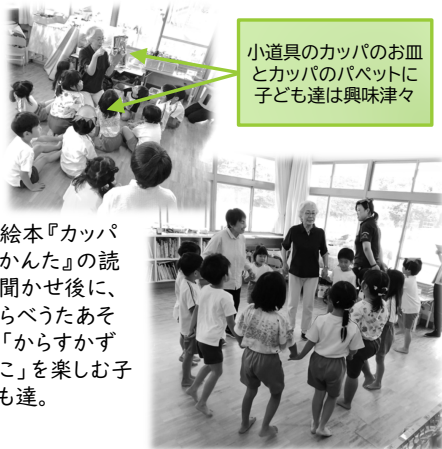 小道具のカッパのお皿
とカッパのパペットに
子ども達は興味津々
絵本『カッパ
かんた』の読
聞かせ後に、
らべうたあそ
「からすかず
こ」を楽しむ子
も達。